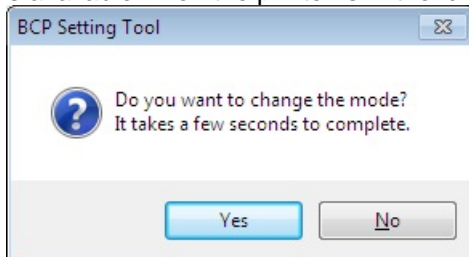 BCP Setting Tool
Do you want to change the mode?
It takes a few seconds to complete.
Yes
No